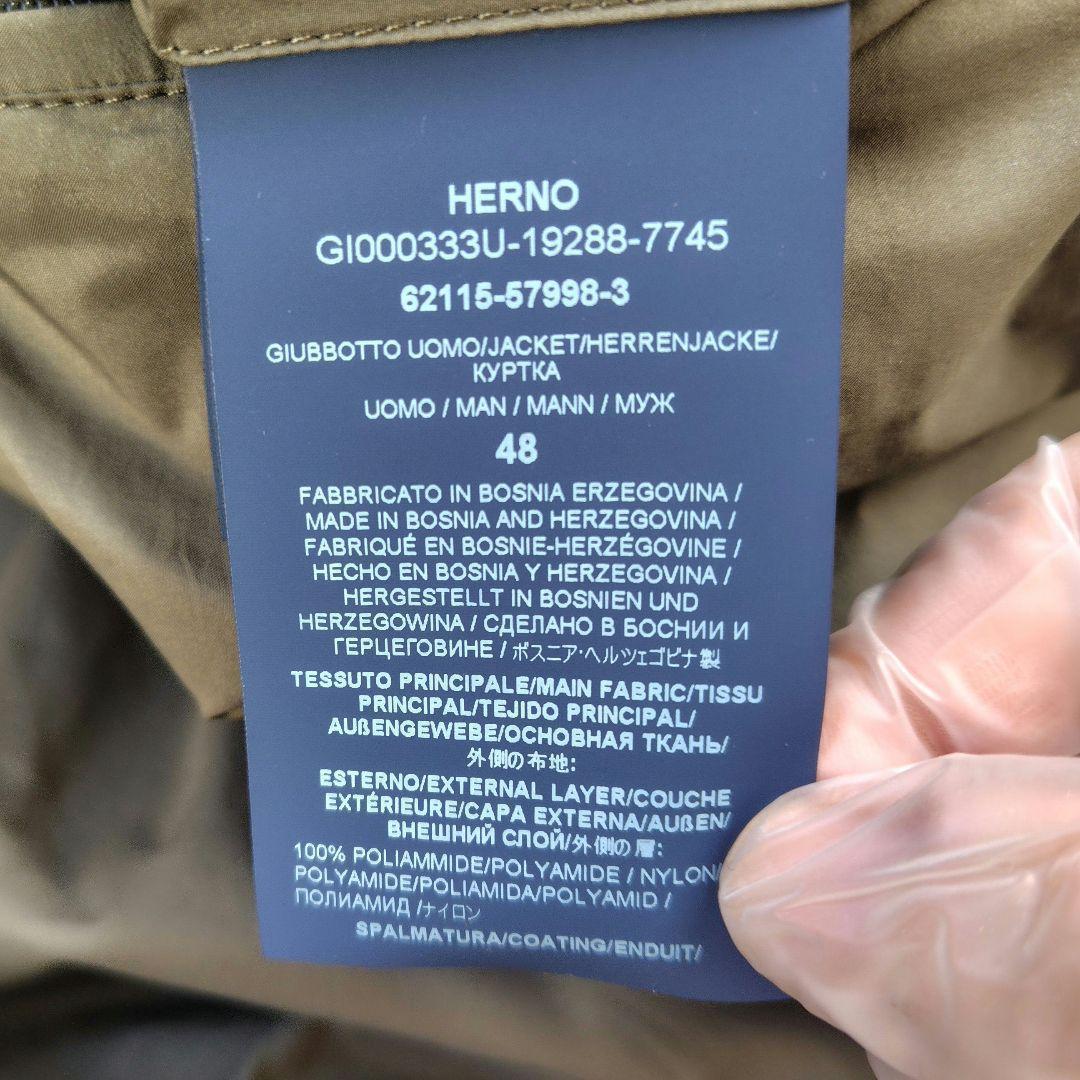 HERNO
GI000333U-19288-7745
62115-57998-3
GIUBBOTTO UOMO/JACKET/HERRENJACKE/
КУРТКА
UOMO / MAN / MANN / МУЖ
48
FABBRICATO IN BOSNIA ERZEGOVINA /
MADE IN BOSNIA AND HERZEGOVINA /
FABRIQUÉ EN BOSNIE-HERZÉGOVINE /
HECHO EN BOSNIA Y HERZEGOVINA /
HERGESTELLT IN BOSNIEN UND
HERZEGOWINA / СДЕЛАНО В БОСНИИ И
ГЕРЦЕГОВИНЕ / ボスニア・ヘルツェゴビナ製
TESSUTO PRINCIPALE/MAIN FABRIC/TISSU
PRINCIPAL/TEJIDO PRINCIPAL/
AUßENGEWEBE/ОСНОВНАЯ ТКАНЬ/
外側の布地:
ESTERNO/EXTERNAL LAYER/COUCHE
EXTÉRIEURE/CAPA EXTERNA/AUßEN/
ВНЕШНИЙ СЛОЙ/外側の層:
100% POLIAMMIDE/POLYAMIDE / NYLON/
POLYAMIDE/POLIAMIDA/POLYAMID /
ПОЛИАМИД /ナイロン
SPALMATURA/COATING/ENDUIT/